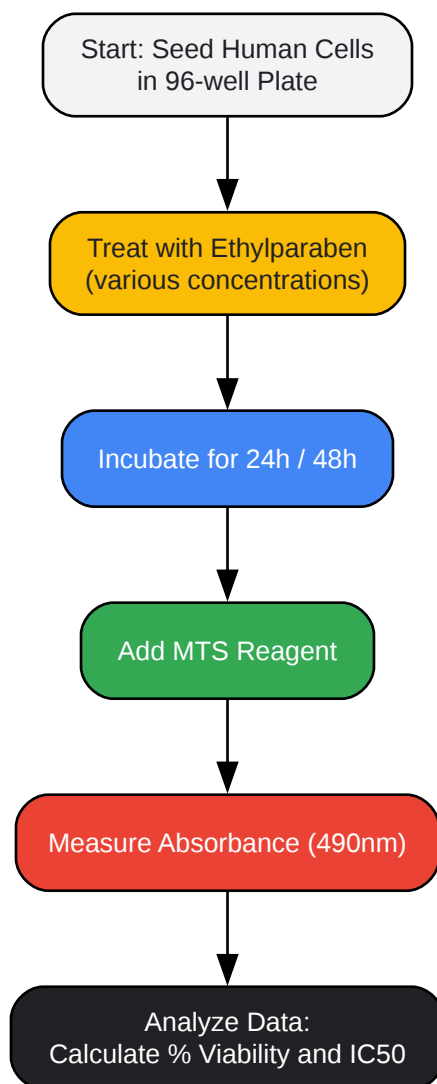 Start: Seed Human Cells
in 96-well Plate
Treat with Ethylparaben
(various concentrations)
Incubate for 24h / 48h
Add MTS Reagent
Measure Absorbance (490nm)
Analyze Data:
Calculate % Viability and IC50